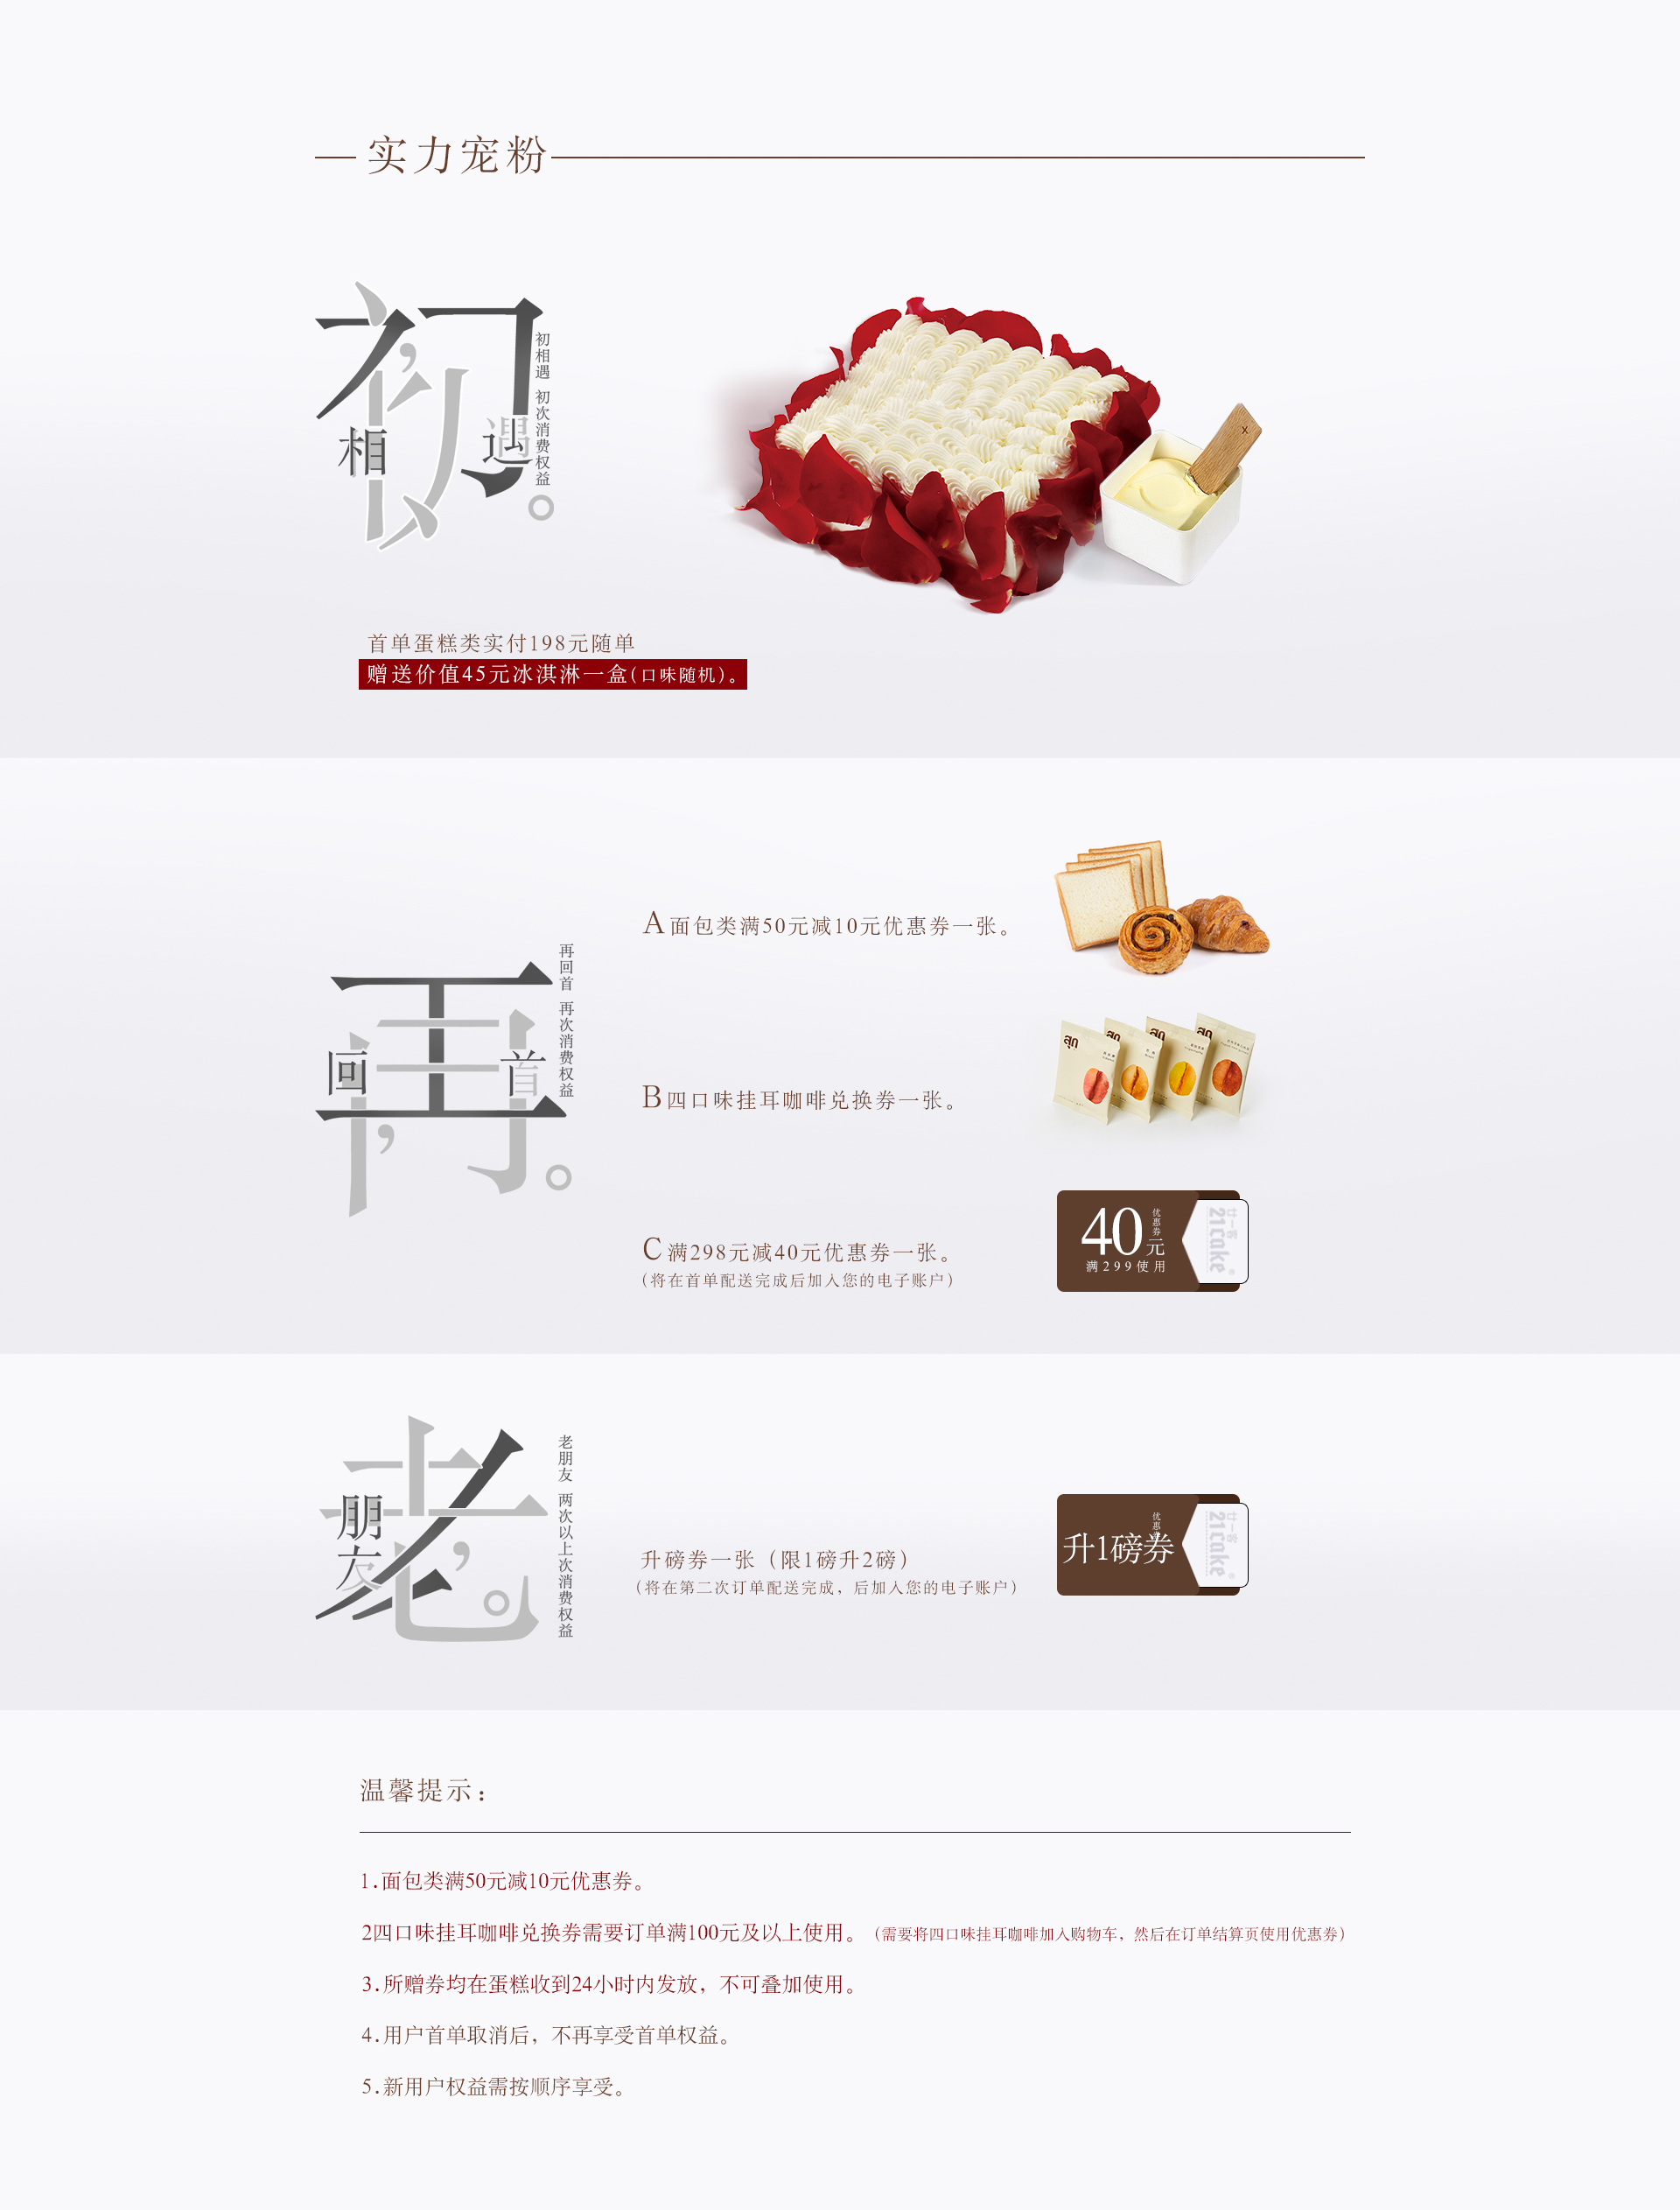 实力宠粉
初相遇
初相遇 初次消费权益
首单蛋糕类实付198元随单
赠送价值45元冰淇淋一盒(口味随机)。
再回首
再回首 再次消费权益
A面包类满50元减10元优惠券一张。
B四口味挂耳咖啡兑换券一张。
C满298元减40元优惠券一张。
(将在首单配送完成后加入您的电子账户)
40元
优惠券
满299使用
廿一客
21cake
老朋友
老朋友 两次以上次消费权益
升磅券一张（限1磅升2磅）
(将在第二次订单配送完成，后加入您的电子账户)
升1磅券
优惠
廿一客
21cake
温馨提示：
1.面包类满50元减10元优惠券。
2四口味挂耳咖啡兑换券需要订单满100元及以上使用。（需要将四口味挂耳咖啡加入购物车，然后在订单结算页使用优惠券）
3.所赠券均在蛋糕收到24小时内发放，不可叠加使用。
4.用户首单取消后，不再享受首单权益。
5.新用户权益需按顺序享受。